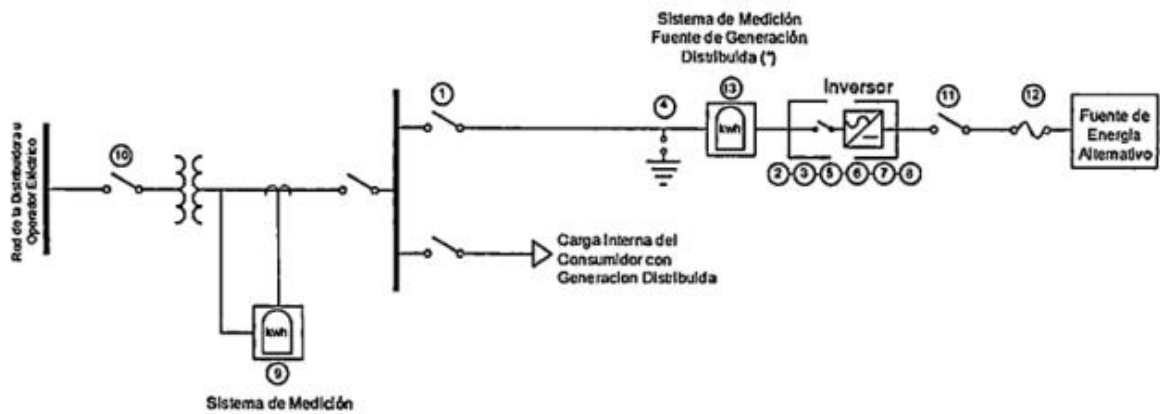 Sistema de Medición
Fuente de Generación
Distribuida (*)
1
4
13
kwh
Inversor
11
12
Fuente de
Energía
Alternativo
2 3 5 6 7 8
10
Red de la Distribuidora u
Operador Eléctrico
Carga Interna del
Consumidor con
Generacion Distribuida
kwh
9
Sistema de Medición